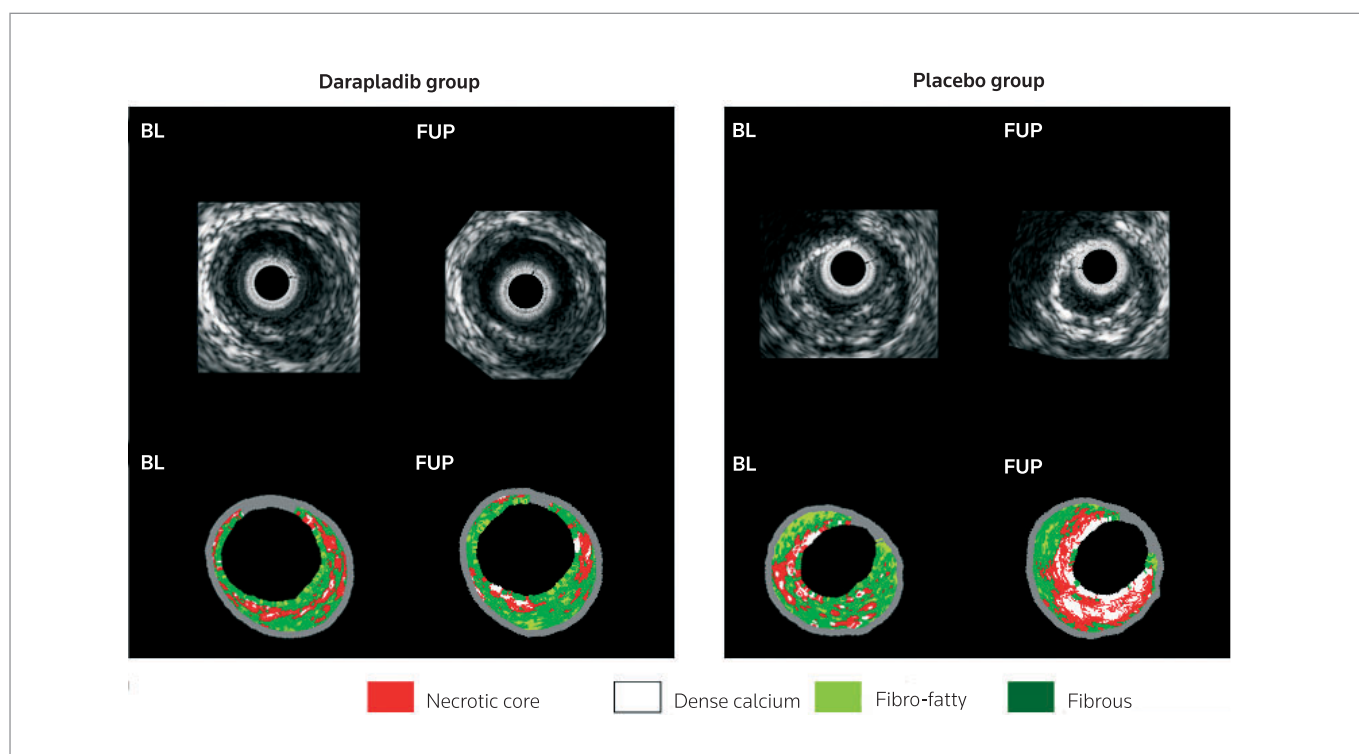 Darapladib group
Placebo group
BL FUP
BL FUP
BL FUP
BL FUP
Necrotic core Dense calcium Fibro-fatty Fibrous